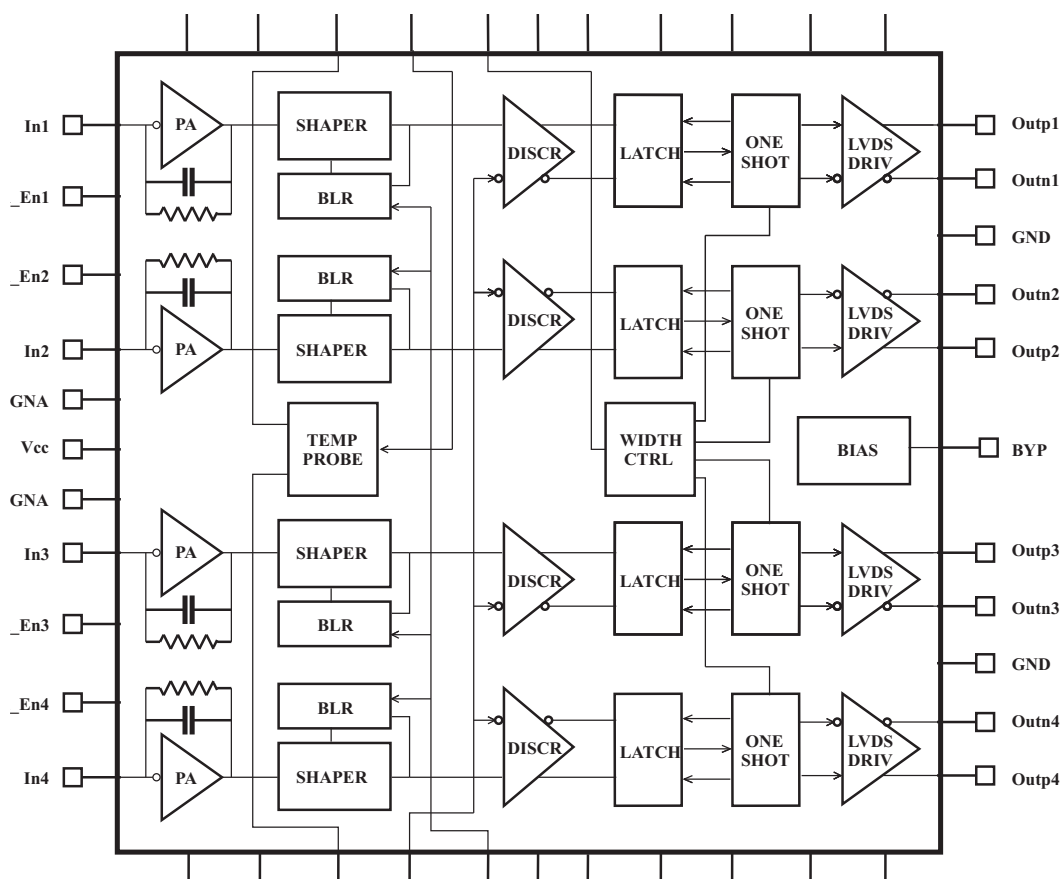 In1
PA
SHAPER
DISCR
LATCH
ONE
SHOT
LVDS
DRIV
Outp1
_En1
BLR
Outn1
GND
_En2
BLR
DISCR
LATCH
ONE
SHOT
LVDS
DRIV
Outn2
In2
PA
SHAPER
Outp2
GNA
Vcc
TEMP
PROBE
WIDTH
CTRL
BIAS
BYP
GNA
In3
PA
SHAPER
DISCR
LATCH
ONE
SHOT
LVDS
DRIV
Outp3
_En3
BLR
Outn3
GND
_En4
BLR
DISCR
LATCH
ONE
SHOT
LVDS
DRIV
Outn4
In4
PA
SHAPER
Outp4